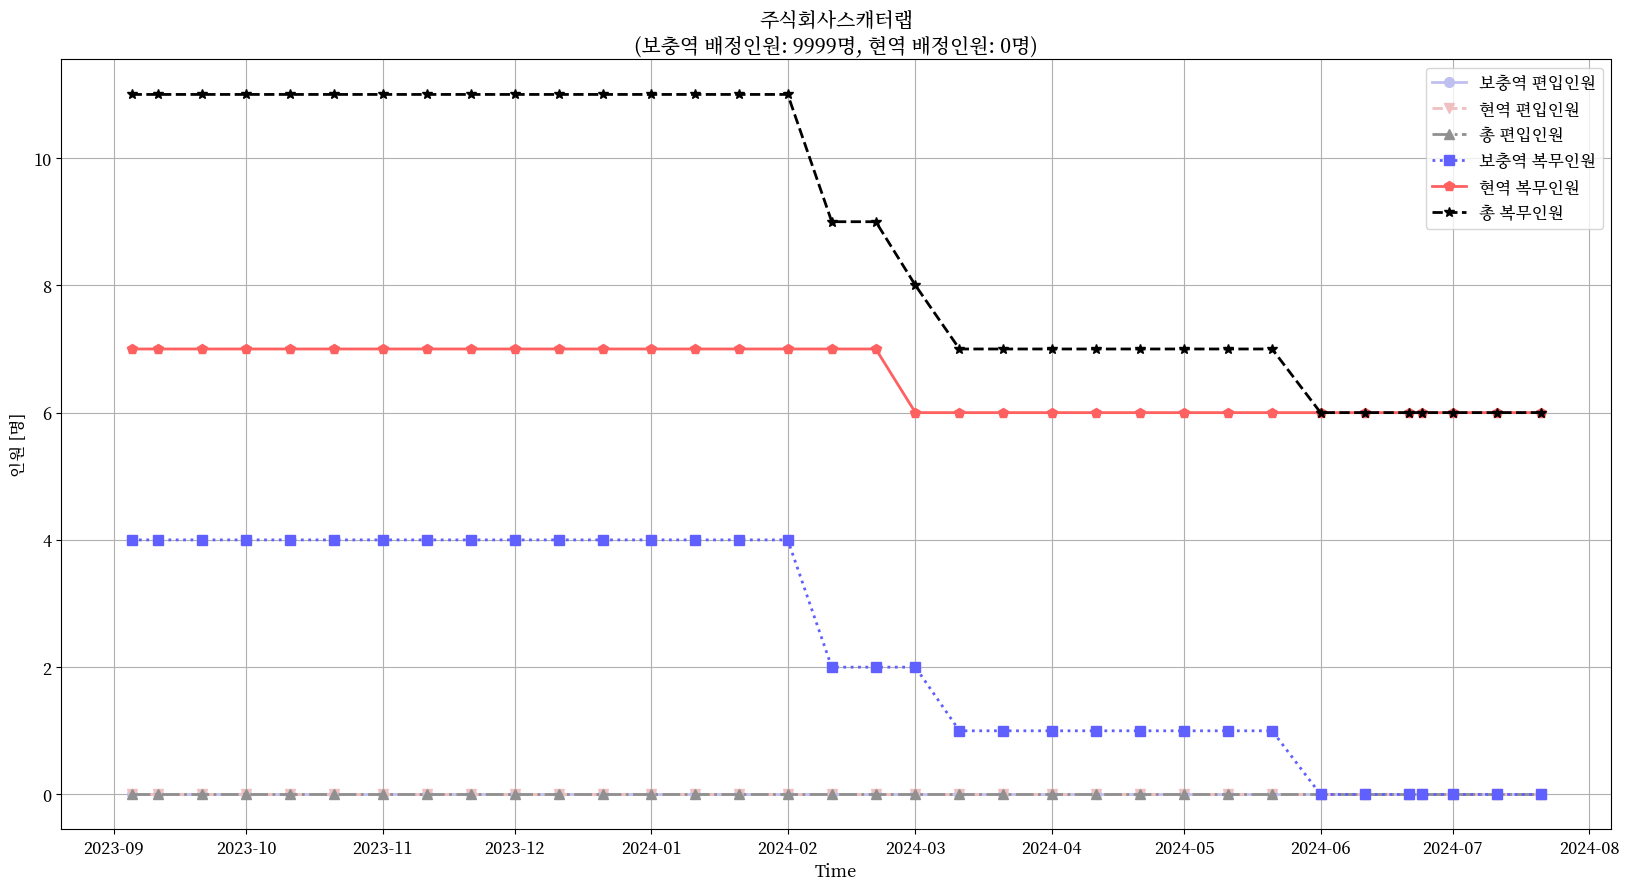 주식회사스캐터랩
(보충역 배정인원: 9999명, 현역 배정인원: 0명)
보충역 편입인원
현역 편입인원
총 편입인원
보충역 복무인원
현역 복무인원
총 복무인원
10
8
6
4
2
0
인원 [명]
2023-09 2023-10 2023-11 2023-12 2024-01 2024-02 2024-03 2024-04 2024-05 2024-06 2024-07 2024-08
Time